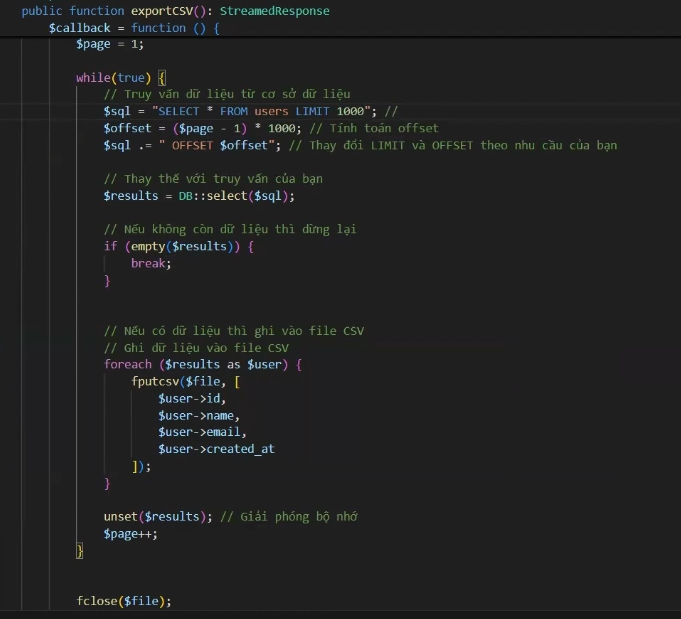 public function exportCSV(): StreamedResponse
$callback = function () {
$page = 1;
while(true) {
// Truy vấn dữ liệu từ cơ sở dữ liệu
$sql = "SELECT * FROM users LIMIT 1000"; //
$offset = ($page - 1) * 1000; // Tính toán offset
$sql .= " OFFSET $offset"; // Thay đổi LIMIT và OFFSET theo nhu cầu của bạn
// Thay thế với truy vấn của bạn
$results = DB::select($sql);
// Nếu không còn dữ liệu thì dừng lại
if (empty($results)) {
break;
}
// Nếu có dữ liệu thì ghi vào file CSV
// Ghi dữ liệu vào file CSV
foreach ($results as $user) {
fputcsv($file, [
$user->id,
$user->name,
$user->email,
$user->created_at
]);
}
unset($results); // Giải phóng bộ nhớ
$page++;
}
fclose($file);